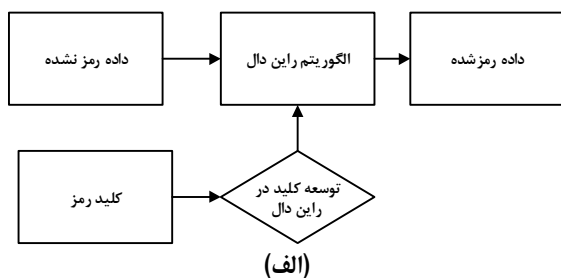 داده رمز نشده
الگوریتم راین دال
داده رمزشده
کلید رمز
توسعه کلید در
راین دال
(الف)